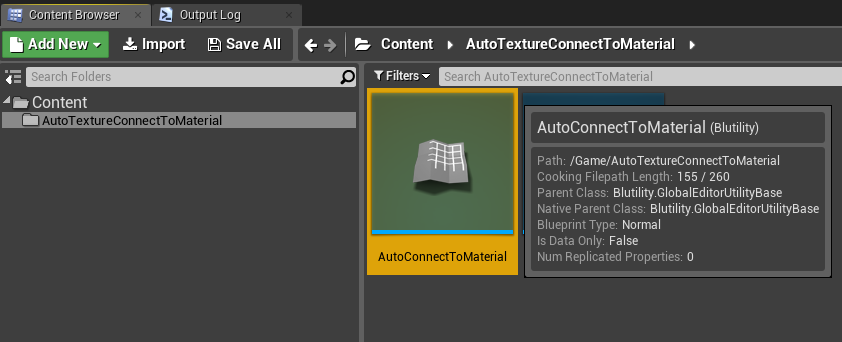 Content Browser
Output Log
Add New
Import
Save All
Content
AutoTextureConnectToMaterial
Search Folders
Filters
Search AutoTextureConnectToMaterial
Content
AutoTextureConnectToMaterial
AutoConnectToMaterial
AutoConnectToMaterial (Blutility)
Path: /Game/AutoTextureConnectToMaterial
Cooking Filepath Length: 155 / 260
Parent Class: Blutility.GlobalEditorUtilityBase
Native Parent Class: Blutility.GlobalEditorUtilityBase
Blueprint Type: Normal
Is Data Only: False
Num Replicated Properties: 0